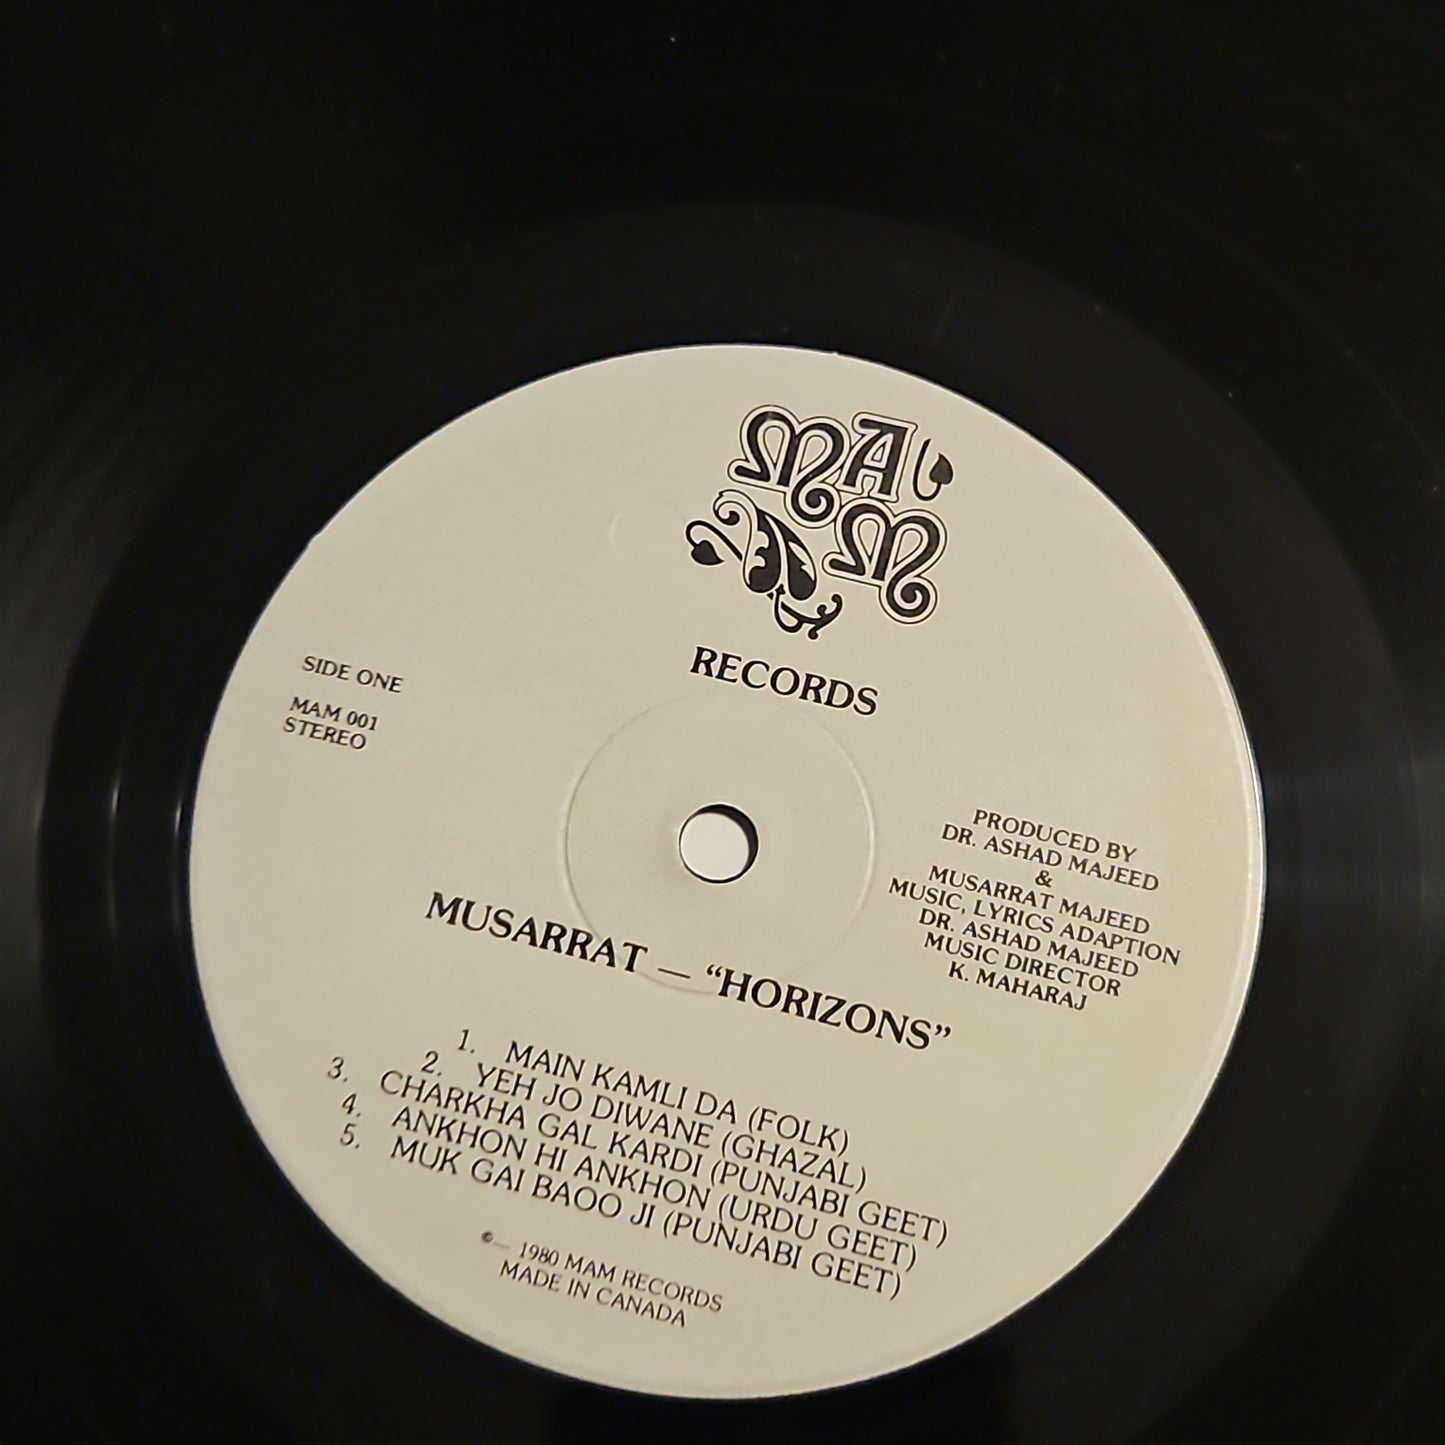 MAM
RECORDS
SIDE ONE
MAM 001
STEREO
PRODUCED BY
DR. ASHAD MAJEED
&
MUSARRAT MAJEED
MUSIC, LYRICS ADAPTION
DR. ASHAD MAJEED
MUSIC DIRECTOR
K. MAHARAJ
MUSARRAT — “HORIZONS”
1. MAIN KAMLI DA (FOLK)
2. YEH JO DIWANE (GHAZAL)
3. CHARKHA GAL KARDI (PUNJABI GEET)
4. ANKHON HI ANKHON (URDU GEET)
5. MUK GAI BAOO JI (PUNJABI GEET)
©— 1980 MAM RECORDS
MADE IN CANADA